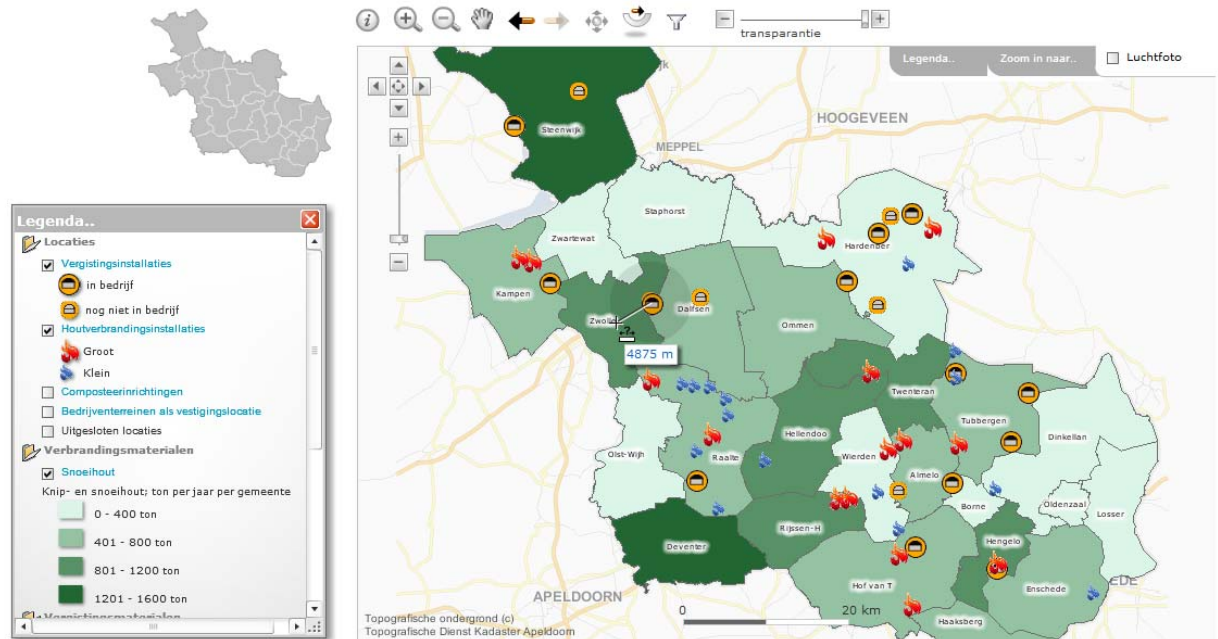 transparantie
Legenda..
Zoom in naar..
Luchtfoto
HOOGEVEEN
MEPPEL
Steenwijk
Staphorst
Zwartewat
Hardenber
Kampen
Zwolle
Dalfsen
Ommen
4875 m
Twenteran
Tubbergen
Dinkellan
Hellendoo
Olst-Wijh
Raalte
Wierden
Almelo
Borne
Oldenzaal
Losser
Rijssen-H
Deventer
Hengelo
Hof van T
Enschede
EDE
APELDOORN
Haaksberg
0 20 km
Topografische ondergrond (c)
Topografische Dienst Kadaster Apeldoorn
Legenda..
Locaties
Vergistingsinstallaties
in bedrijf
nog niet in bedrijf
Houtverbrandingsinstallaties
Groot
Klein
Composteerinrichtingen
Bedrijventerreinen als vestigingslocatie
Uitgesloten locaties
Verbrandingsmaterialen
Snoeihout
Knip- en snoeihout; ton per jaar per gemeente
0 - 400 ton
401 - 800 ton
801 - 1200 ton
1201 - 1600 ton
Vergistingsmaterialen